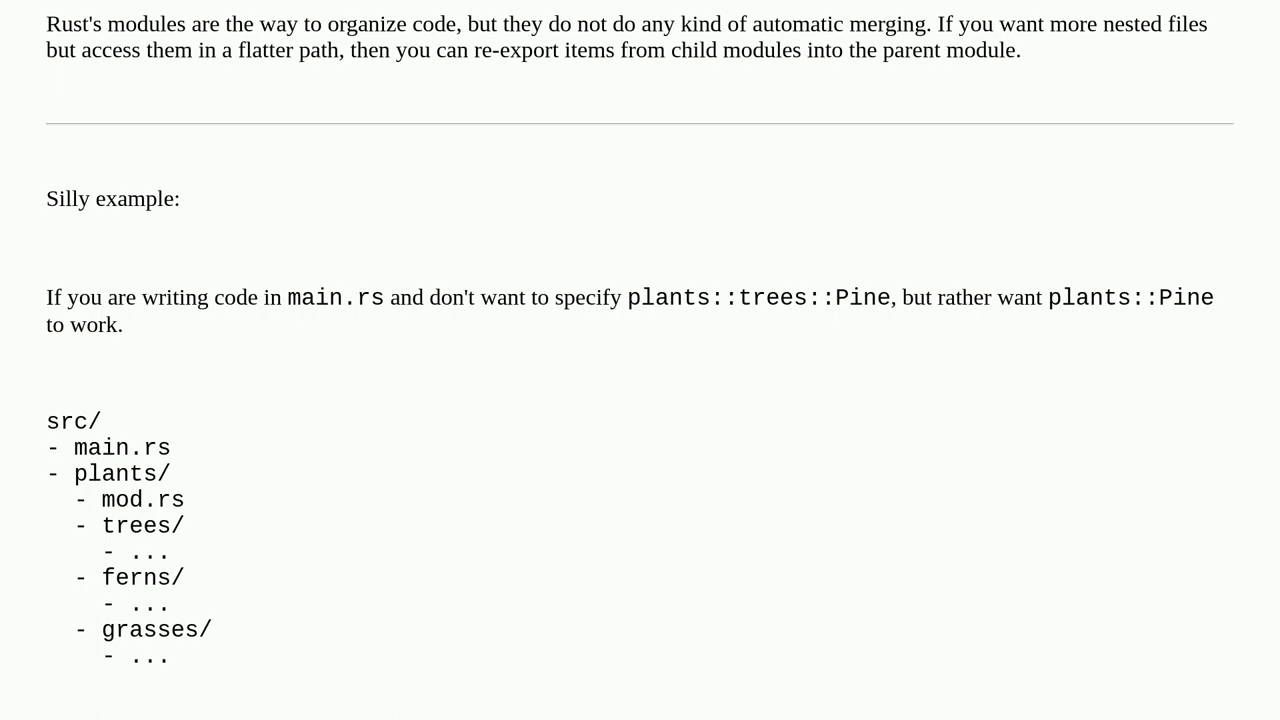 Rust's modules are the way to organize code, but they do not do any kind of automatic merging. If you want more nested files
but access them in a flatter path, then you can re-export items from child modules into the parent module.
Silly example:
If you are writing code in main.rs and don't want to specify plants::trees::Pine, but rather want plants::Pine
to work.
src/
- main.rs
- plants/
  - mod.rs
  - trees/
    - ...
  - ferns/
    - ...
  - grasses/
    - ...